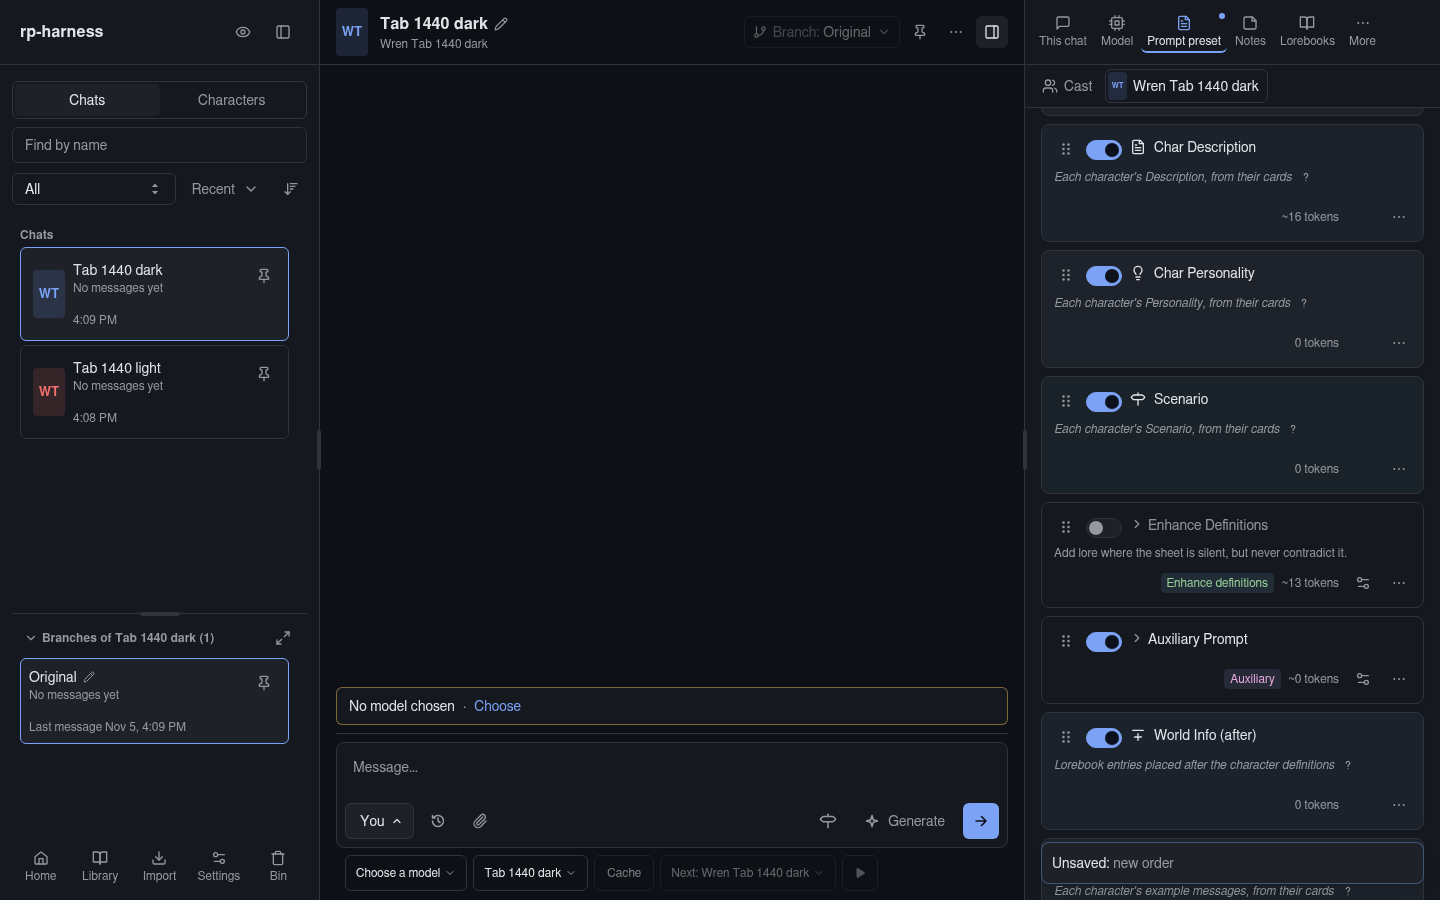 rp-harness
Chats
Characters
Find by name
All
Recent
Chats
WT
Tab 1440 dark
No messages yet
4:09 PM
WT
Tab 1440 light
No messages yet
4:08 PM
Branches of Tab 1440 dark (1)
Original
No messages yet
Last message Nov 5, 4:09 PM
Home
Library
Import
Settings
Bin
WT
Tab 1440 dark
Wren Tab 1440 dark
Branch: Original
No model chosen · Choose
Message...
You
Generate
Choose a model
Tab 1440 dark
Cache
Next: Wren Tab 1440 dark
This chat
Model
Prompt preset
Notes
Lorebooks
More
Cast
WT
Wren Tab 1440 dark
Char Description
Each character's Description, from their cards ?
~16 tokens
Char Personality
Each character's Personality, from their cards ?
0 tokens
Scenario
Each character's Scenario, from their cards ?
0 tokens
Enhance Definitions
Add lore where the sheet is silent, but never contradict it.
Enhance definitions
~13 tokens
Auxiliary Prompt
Auxiliary
~0 tokens
World Info (after)
Lorebook entries placed after the character definitions ?
0 tokens
Unsaved: new order
Each character's example messages, from their cards ?